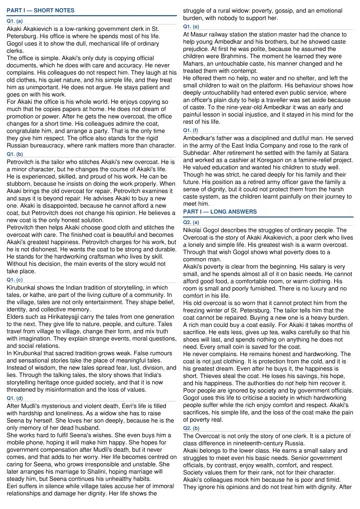 PART I — SHORT NOTES
Q1. (a)
Akaki Akakievich is a low-ranking government clerk in St.
Petersburg. His office is where he spends most of his life.
Gogol uses it to show the dull, mechanical life of ordinary
clerks.
The office is simple. Akaki's only duty is copying official
documents, which he does with care and accuracy. He never
complains. His colleagues do not respect him. They laugh at his
old clothes, his quiet nature, and his simple life, and they treat
him as unimportant. He does not argue. He stays patient and
goes on with his work.
For Akaki the office is his whole world. He enjoys copying so
much that he copies papers at home. He does not dream of
promotion or power. After he gets the new overcoat, the office
changes for a short time. His colleagues admire the coat,
congratulate him, and arrange a party. That is the only time
they give him respect. The office also stands for the rigid
Russian bureaucracy, where rank matters more than character.
Q1. (b)
Petrovitch is the tailor who stitches Akaki's new overcoat. He is
a minor character, but he changes the course of Akaki's life.
He is experienced, skilled, and proud of his work. He can be
stubborn, because he insists on doing the work properly. When
Akaki brings the old overcoat for repair, Petrovitch examines it
and says it is beyond repair. He advises Akaki to buy a new
one. Akaki is disappointed, because he cannot afford a new
coat, but Petrovitch does not change his opinion. He believes a
new coat is the only honest solution.
Petrovitch then helps Akaki choose good cloth and stitches the
overcoat with care. The finished coat is beautiful and becomes
Akaki's greatest happiness. Petrovitch charges for his work, but
he is not dishonest. He wants the coat to be strong and durable.
He stands for the hardworking craftsman who lives by skill.
Without his decision, the main events of the story would not
take place.
Q1. (c)
Kirubakal shows the Indian tradition of storytelling, in which
tales, or kathe, are part of the living culture of a community. In
the village, tales are not only entertainment. They shape belief,
identity, and collective memory.
Elders such as Hirikateyaji carry the tales from one generation
to the next. They give life to nature, people, and culture. Tales
travel from village to village, change their form, and mix truth
with imagination. They explain strange events, moral questions,
and social relations.
In Kirubakal that sacred tradition grows weak. False rumours
and sensational stories take the place of meaningful tales.
Instead of wisdom, the new tales spread fear, lust, division, and
lies. Through the talking tales, the story shows that India's
storytelling heritage once guided society, and that it is now
threatened by misinformation and the loss of values.
Q1. (d)
After Mudli's mysterious and violent death, Eeri's life is filled
with hardship and loneliness. As a widow she has to raise
Seena by herself. She loves her son deeply, because he is the
only memory of her dead husband.
She works hard to fulfil Seena's wishes. She even buys him a
mobile phone, hoping it will make him happy. She hopes for
government compensation after Mudli's death, but it never
comes, and that adds to her worry. Her life becomes centred on
caring for Seena, who grows irresponsible and unstable. She
later arranges his marriage to Shalini, hoping marriage will
steady him, but Seena continues his unhealthy habits.
Eeri suffers in silence while village tales accuse her of immoral
relationships and damage her dignity. Her life shows the
struggle of a rural widow: poverty, gossip, and an emotional
burden, with nobody to support her.
Q1. (e)
At Masur railway station the station master had the chance to
help young Ambedkar and his brothers, but he showed caste
prejudice. At first he was polite, because he assumed the
children were Brahmins. The moment he learned they were
Mahars, an untouchable caste, his manner changed and he
treated them with contempt.
He offered them no help, no water and no shelter, and left the
small children to wait on the platform. His behaviour shows how
deeply untouchability had entered even public service, where
an officer's plain duty to help a traveller was set aside because
of caste. To the nine-year-old Ambedkar it was an early and
painful lesson in social injustice, and it stayed in his mind for the
rest of his life.
Q1. (f)
Ambedkar's father was a disciplined and dutiful man. He served
in the army of the East India Company and rose to the rank of
Subhedar. After retirement he settled with the family at Satara
and worked as a cashier at Koregaon on a famine-relief project.
He valued education and wanted his children to study well.
Though he was strict, he cared deeply for his family and their
future. His position as a retired army officer gave the family a
sense of dignity, but it could not protect them from the harsh
caste system, as the children learnt painfully on their journey to
meet him.
PART II — LONG ANSWERS
Q2. (a)
Nikolai Gogol describes the struggles of ordinary people. The
Overcoat is the story of Akaki Akakievich, a poor clerk who lives
a lonely and simple life. His greatest wish is a warm overcoat.
Through that wish Gogol shows what poverty does to a
common man.
Akaki's poverty is clear from the beginning. His salary is very
small, and he spends almost all of it on basic needs. He cannot
afford good food, a comfortable room, or warm clothing. His
room is small and his clothes are old. There is no luxury and no
comfort in his life.
His old overcoat is so worn that it cannot protect him from the
freezing winter of St. Petersburg. The tailor tells him that the
coat cannot be repaired. Buying a new one is a heavy burden.
A rich man could buy a coat easily. For Akaki it takes months of
sacrifice. He eats less, gives up tea, walks carefully so that his
shoes will last, and spends nothing on anything he does not
need. Every small coin is saved for the coat.
He never complains. He remains honest and hardworking. The
coat is not just clothing. It is protection from the cold, and it is
his greatest dream. Even after he buys it, the happiness is
short. Thieves steal the coat. He loses his savings, his hope,
and his happiness. The authorities do not help him recover it.
Poor people are ignored by society and by government officials.
Gogol uses this life to criticise a society in which hardworking
people suffer while the rich enjoy comfort and respect. Akaki's
sacrifices, his simple life, and the loss of the coat make the pain
of poverty real.
Q2. (b)
The Overcoat is not only the story of one clerk. It is a picture of
class difference in nineteenth-century Russia.
Akaki belongs to the lower class. He earns a small salary and
struggles to meet even his basic needs. Senior government
officials, by contrast, enjoy wealth, comfort, and respect.
Society values them for their rank, not for their character.
Akaki's colleagues mock him because he is poor and timid.
They ignore his opinions and do not treat him with dignity. After